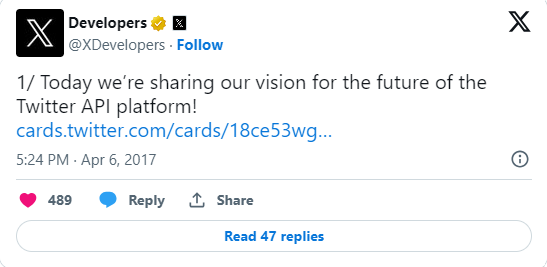 Developers
@XDevelopers · Follow
1/ Today we’re sharing our vision for the future of the
Twitter API platform!
cards.twitter.com/cards/18ce53wg…
5:24 PM · Apr 6, 2017
489 Reply Share
Read 47 replies